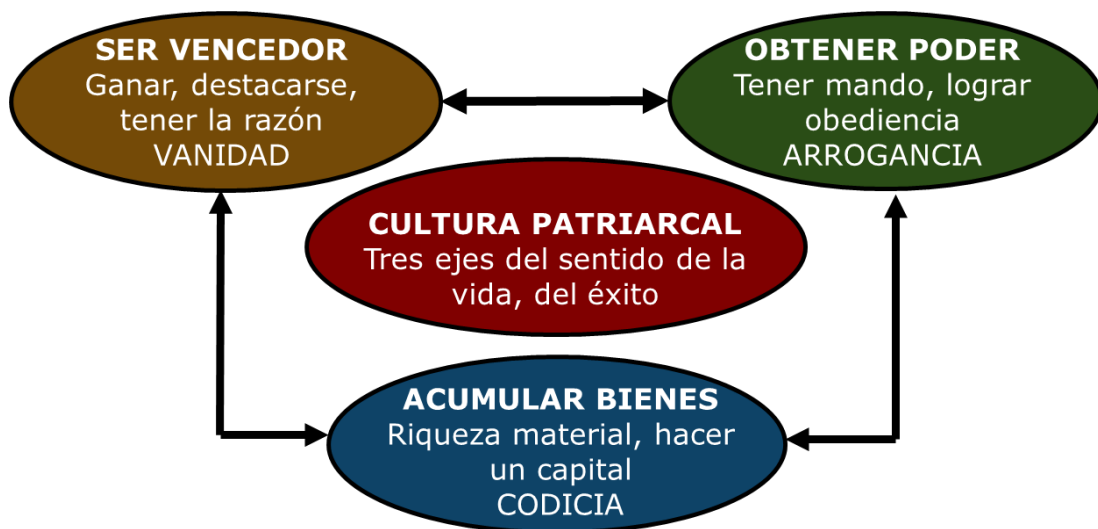 SER VENCEDOR
Ganar, destacarse,
tener la razón
VANIDAD
OBTENER PODER
Tener mando, lograr
obediencia
ARROGANCIA
CULTURA PATRIARCAL
Tres ejes del sentido de la
vida, del éxito
ACUMULAR BIENES
Riqueza material, hacer
un capital
CODICIA